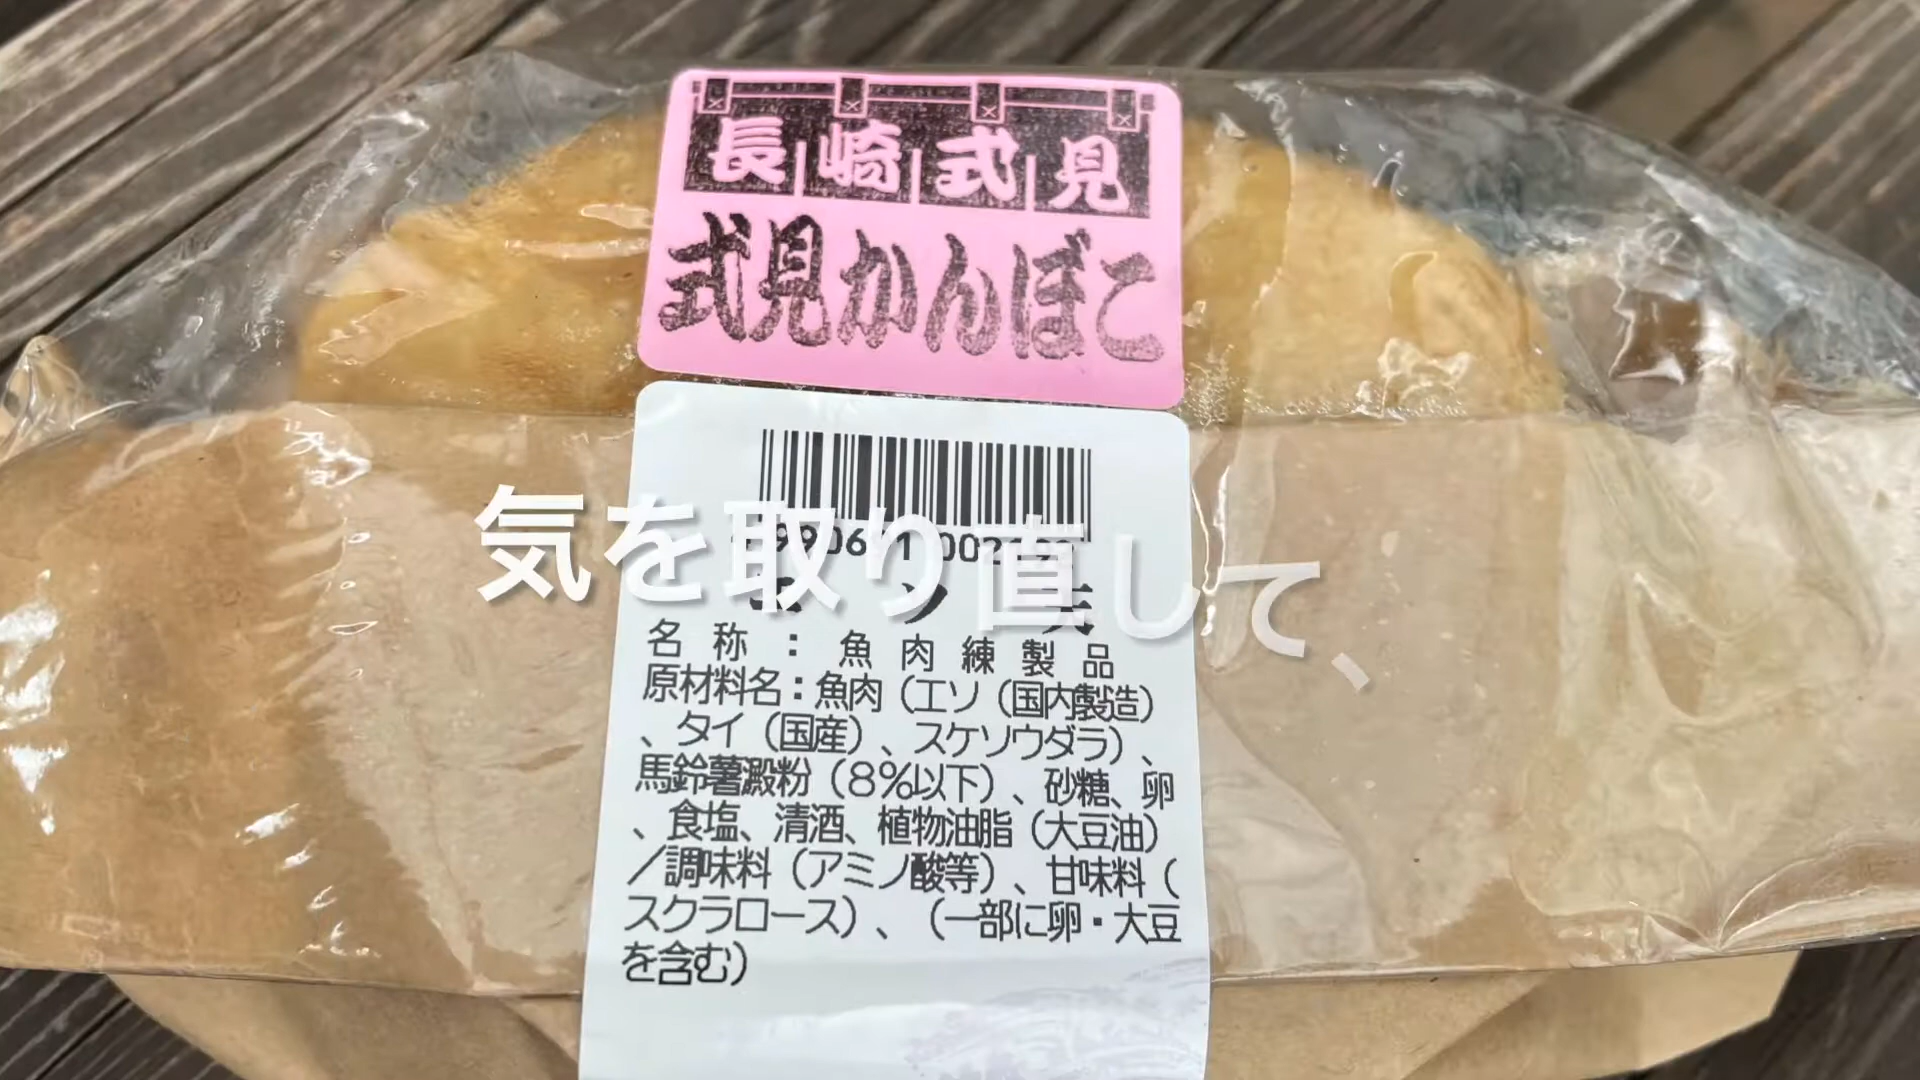 長崎式見
式見かんぼこ
気を取り直して、
名称：魚肉練製品
原材料名：魚肉（エソ（国内製造）
、タイ（国産）、スケソウダラ）、
馬鈴薯澱粉（8%以下）、砂糖、卵
、食塩、清酒、植物油脂（大豆油）
／調味料（アミノ酸等）、甘味料（
スクラロース）、（一部に卵・大豆
を含む）